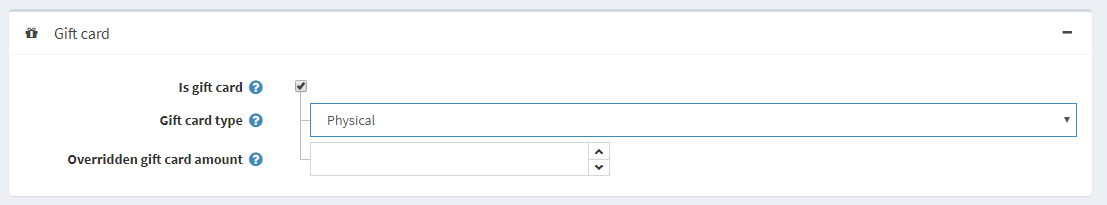 Gift card
Is gift card
Gift card type
Physical
Overridden gift card amount